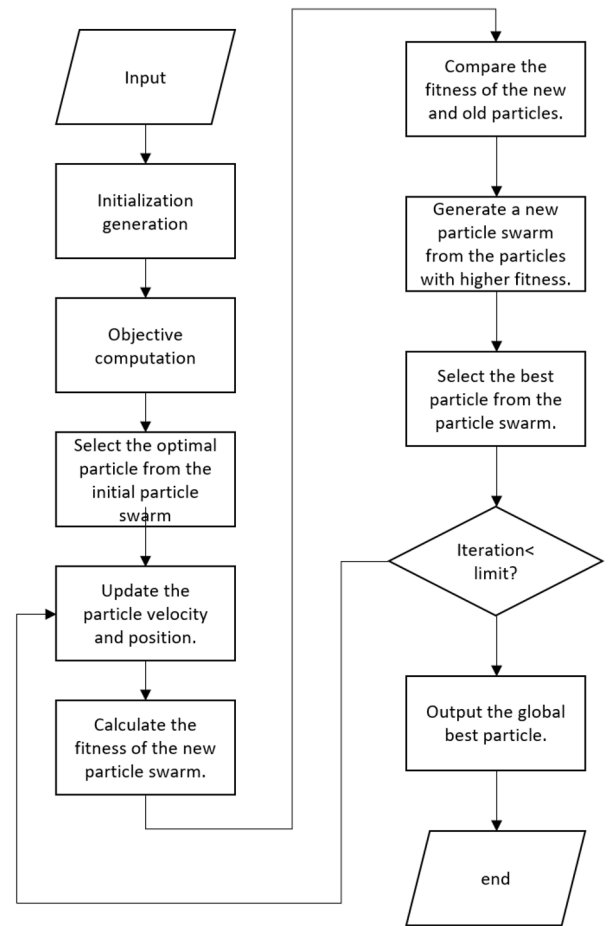 Input
Initialization
generation
Objective
computation
Select the optimal
particle from the
initial particle
swarm
Update the
particle velocity
and position.
Calculate the
fitness of the new
particle swarm.
Compare the
fitness of the new
and old particles.
Generate a new
particle swarm
from the particles
with higher fitness.
Select the best
particle from the
particle swarm.
Iteration<
limit?
Output the global
best particle.
end